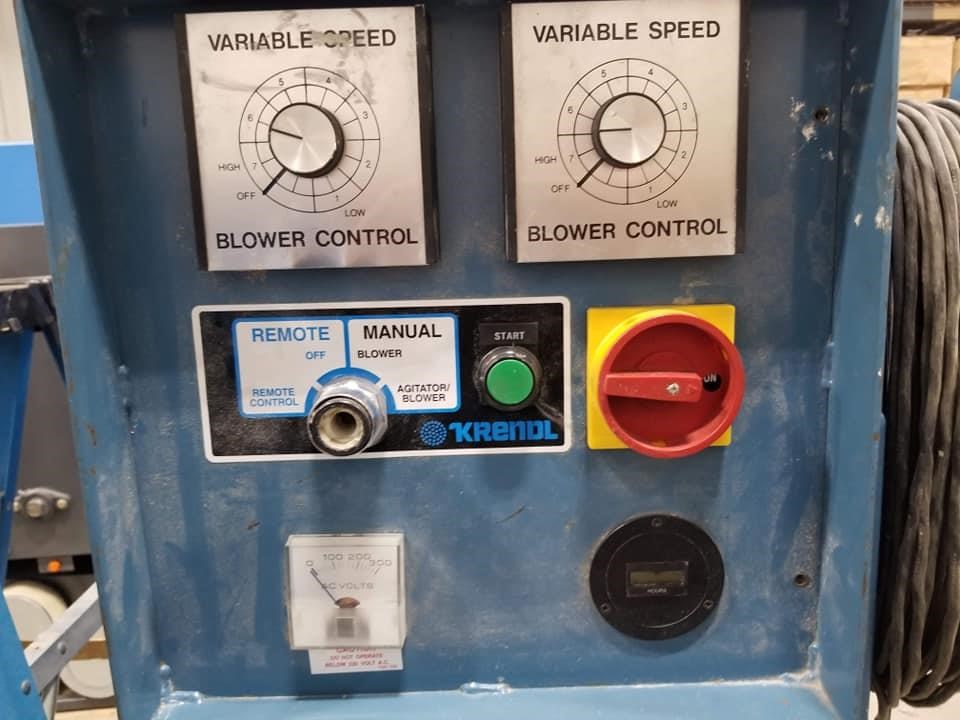 VARIABLE SPEED
5 4
6 3
HIGH 7 2
OFF 1
LOW
BLOWER CONTROL
VARIABLE SPEED
5 4
6 3
HIGH 7 2
OFF 1
LOW
BLOWER CONTROL
REMOTE
OFF
REMOTE
CONTROL
MANUAL
BLOWER
AGITATOR/
BLOWER
START
KRENDL
ON
0 100 200 300
AC VOLTS
CAUTION
DO NOT OPERATE
BELOW 220 VOLT A.C.
HOURS